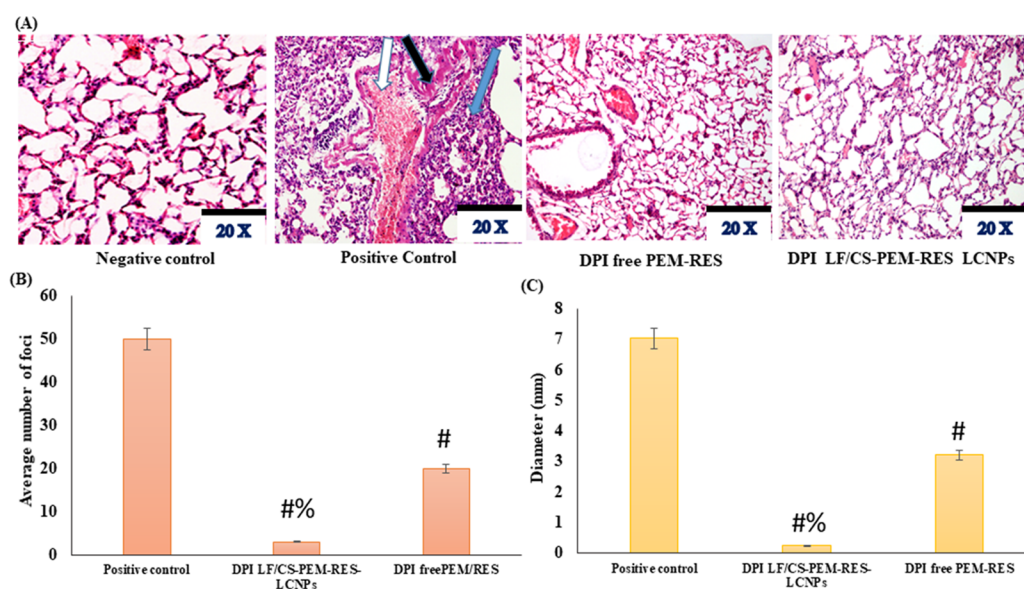 (A)
20 X
20 X
20 X
20 X
Negative control
Positive Control
DPI free PEM-RES
DPI LF/CS-PEM-RES LCNPs
(B)
60
50
40
30
20
10
0
Average number of foci
#%
#
Positive control
DPI LF/CS-PEM-RES-
LCNPs
DPI freePEM/RES
(C)
8
7
6
5
4
3
2
1
0
Diameter (mm)
#%
#
Positive control
DPI LF/CS-PEM-RES-
LCNPs
DPI free PEM-RES